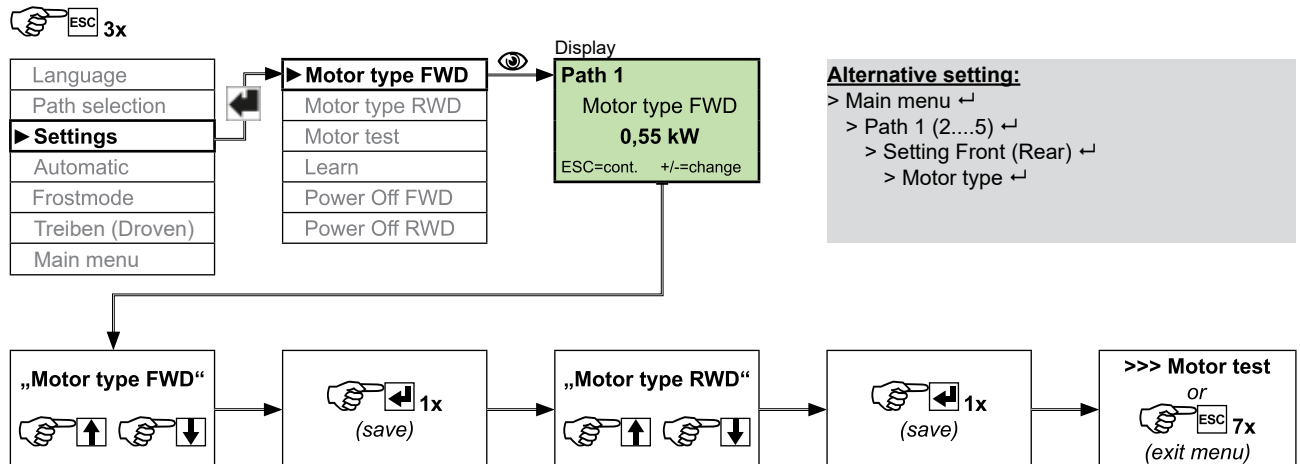 ESC 3x
Language
Path selection
▶ Settings
Automatic
Frostmode
Treiben (Droven)
Main menu
▶ Motor type FWD
Motor type RWD
Motor test
Learn
Power Off FWD
Power Off RWD
Display
Path 1
Motor type FWD
0,55 kW
ESC=cont. +/-=change
Alternative setting:
> Main menu ↵
> Path 1 (2....5) ↵
> Setting Front (Rear) ↵
> Motor type ↵
„Motor type FWD“
1x
(save)
„Motor type RWD“
1x
(save)
>>> Motor test
or
ESC 7x
(exit menu)